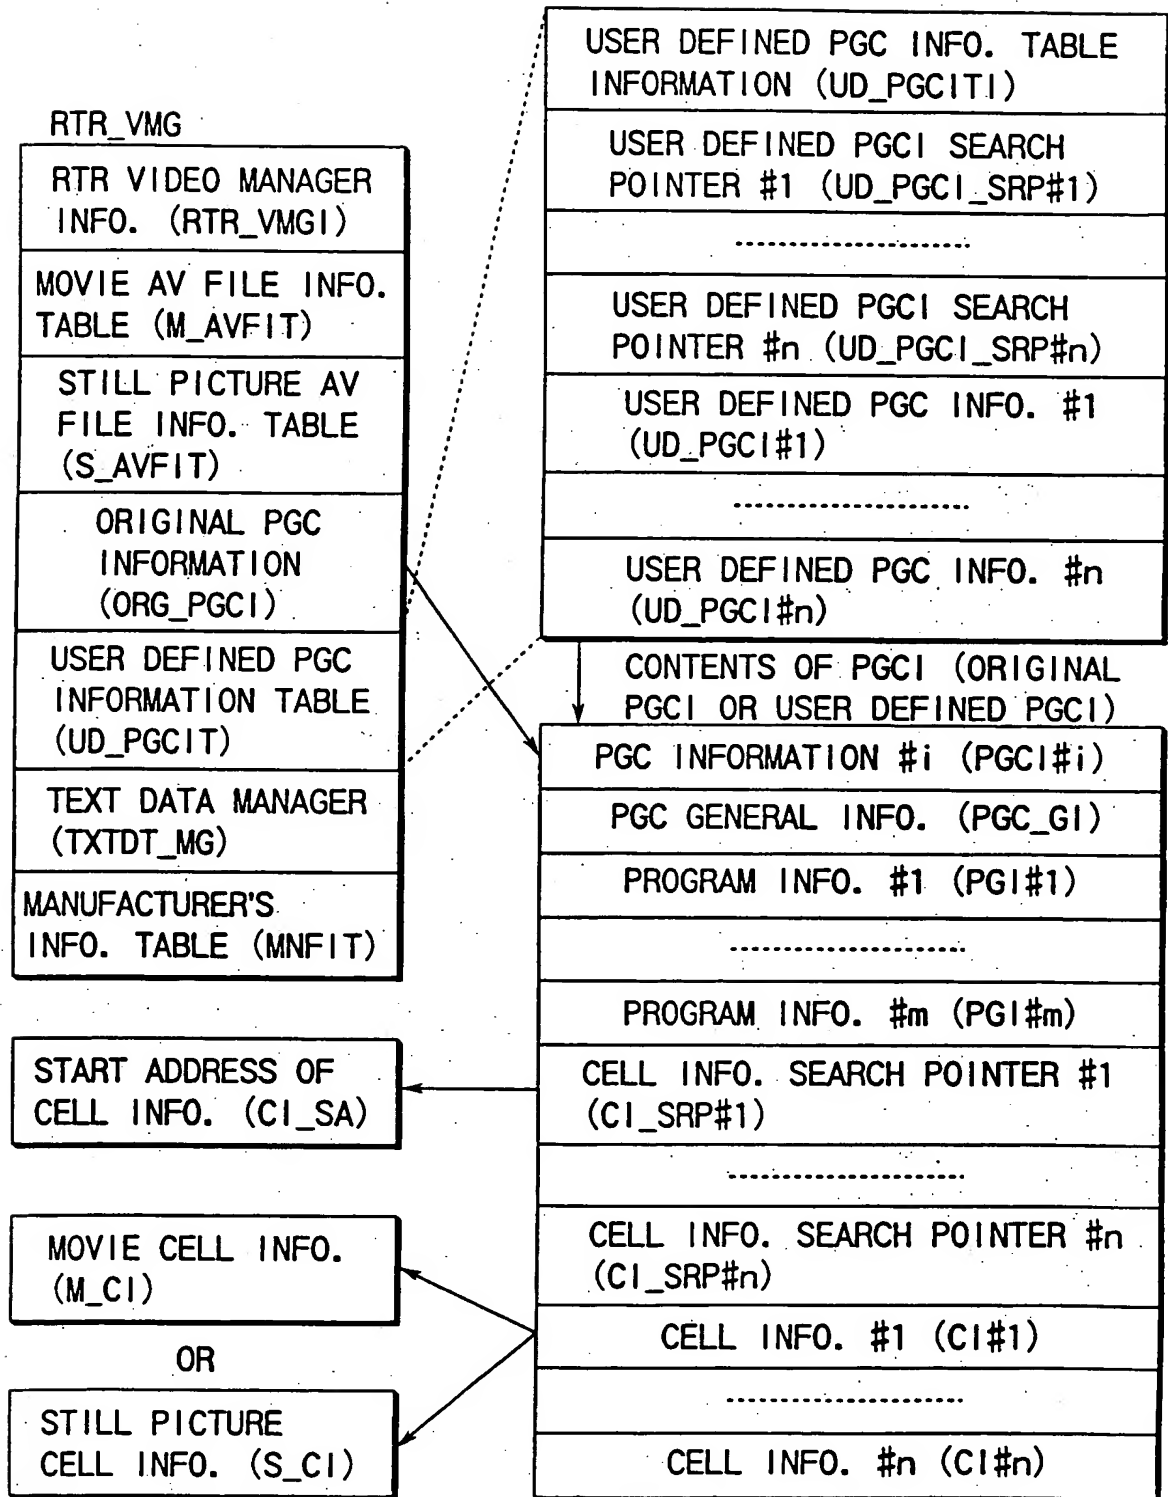 RTR_VMG
RTR VIDEO MANAGER
INFO. (RTR_VMGI)
MOVIE AV FILE INFO.
TABLE (M_AVFIT)
STILL PICTURE AV
FILE INFO. TABLE
(S_AVFIT)
ORIGINAL PGC
INFORMATION
(ORG_PGCI)
USER DEFINED PGC
INFORMATION TABLE
(UD_PGCIT)
TEXT DATA MANAGER
(TXTDT_MG)
MANUFACTURER'S
INFO. TABLE (MNFIT)
USER DEFINED PGC INFO. TABLE
INFORMATION (UD_PGCITI)
USER DEFINED PGCI SEARCH
POINTER #1 (UD_PGCI_SRP#1)
USER DEFINED PGCI SEARCH
POINTER #n (UD_PGCI_SRP#n)
USER DEFINED PGC INFO. #1
(UD_PGCI#1)
USER DEFINED PGC INFO. #n
(UD_PGCI#n)
CONTENTS OF PGCI (ORIGINAL
PGCI OR USER DEFINED PGCI)
PGC INFORMATION #i (PGCI#i)
PGC GENERAL INFO. (PGC_GI)
PROGRAM INFO. #1 (PGI#1)
PROGRAM INFO. #m (PGI#m)
CELL INFO. SEARCH POINTER #1
(CI_SRP#1)
CELL INFO. SEARCH POINTER #n
(CI_SRP#n)
CELL INFO. #1 (CI#1)
CELL INFO. #n (CI#n)
START ADDRESS OF
CELL INFO. (CI_SA)
MOVIE CELL INFO.
(M_CI)
OR
STILL PICTURE
CELL INFO. (S_CI)